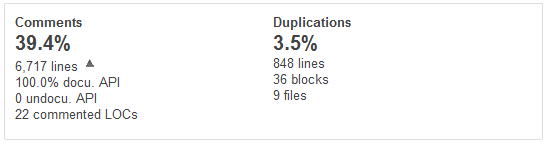 Comments
39.4%
6,717 lines
100.0% docu. API
0 undocu. API
22 commented LOCs
Duplications
3.5%
848 lines
36 blocks
9 files